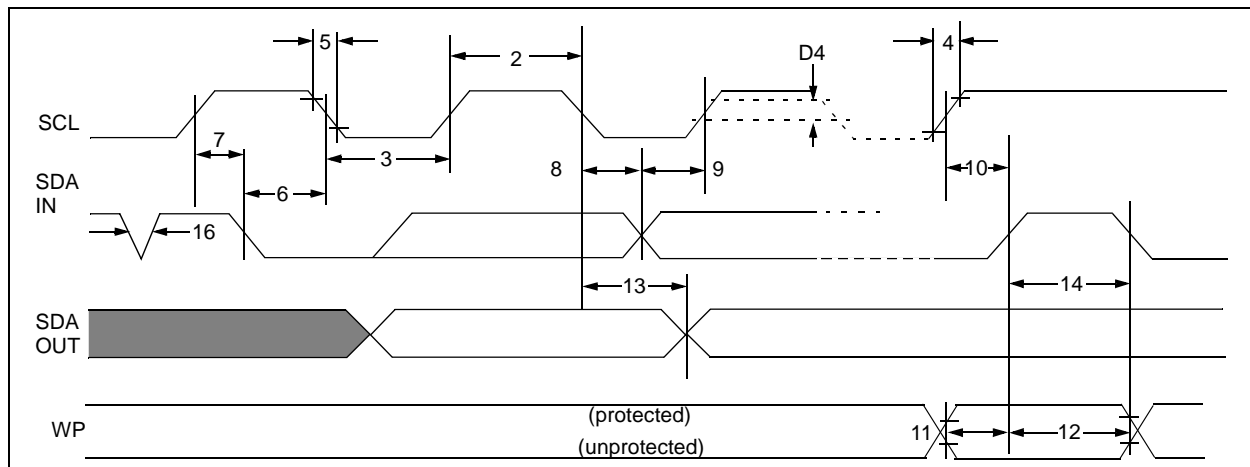 5
2
D4
4
SCL
7
3
8
9
10
SDA
IN
6
16
13
14
SDA
OUT
WP
(protected)
(unprotected)
11
12